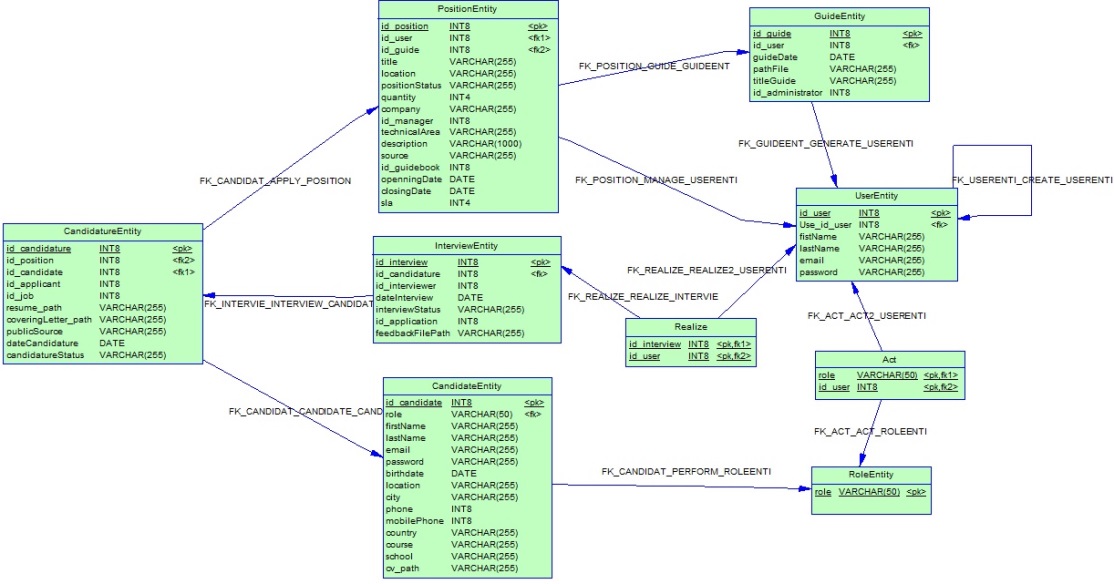 PositionEntity
id_position INT8 <pk>
id_user INT8 <fk1>
id_guide INT8 <fk2>
title VARCHAR(255)
location VARCHAR(255)
positionStatus VARCHAR(255)
quantity INT4
company VARCHAR(255)
id_manager INT8
technicalArea VARCHAR(255)
description VARCHAR(1000)
source VARCHAR(255)
id_guidebook INT8
openningDate DATE
closingDate DATE
sla INT4
GuideEntity
id_guide INT8 <pk>
id_user INT8 <fk>
guideDate DATE
pathFile VARCHAR(255)
titleGuide VARCHAR(255)
id_administrator INT8
FK_POSITION_GUIDE_GUIDEENT
FK_GUIDEENT_GENERATE_USERENTI
FK_CANDIDAT_APPLY_POSITION
FK_POSITION_MANAGE_USERENTI
FK_USERENTI_CREATE_USERENTI
UserEntity
id_user INT8 <pk>
Use_id_user INT8 <fk>
fistName VARCHAR(255)
lastName VARCHAR(255)
email VARCHAR(255)
password VARCHAR(255)
CandidatureEntity
id_candidature INT8 <pk>
id_position INT8 <fk2>
id_candidate INT8 <fk1>
id_applicant INT8
id_job INT8
resume_path VARCHAR(255)
coveringLetter_path VARCHAR(255)
publicSource VARCHAR(255)
dateCandidature DATE
candidatureStatus VARCHAR(255)
InterviewEntity
id_interview INT8 <pk>
id_candidature INT8 <fk>
id_interviewer INT8
dateInterview DATE
interviewStatus VARCHAR(255)
id_application INT8
feedbackFilePath VARCHAR(255)
FK_REALIZE_REALIZE2_USERENTI
FK_REALIZE_REALIZE_INTERVIE
FK_INTERVIE_INTERVIEW_CANDIDAT
Realize
id_interview INT8 <pk,fk1>
id_user INT8 <pk,fk2>
FK_ACT_ACT2_USERENTI
Act
role VARCHAR(50) <pk,fk1>
id_user INT8 <pk,fk2>
FK_CANDIDAT_CANDIDATE_CAND
CandidateEntity
id_candidate INT8 <pk>
role VARCHAR(50) <fk>
firstName VARCHAR(255)
lastName VARCHAR(255)
email VARCHAR(255)
password VARCHAR(255)
birthdate DATE
location VARCHAR(255)
city VARCHAR(255)
phone INT8
mobilePhone INT8
country VARCHAR(255)
course VARCHAR(255)
school VARCHAR(255)
cv_path VARCHAR(255)
FK_ACT_ACT_ROLEENTI
FK_CANDIDAT_PERFORM_ROLEENTI
RoleEntity
role VARCHAR(50) <pk>